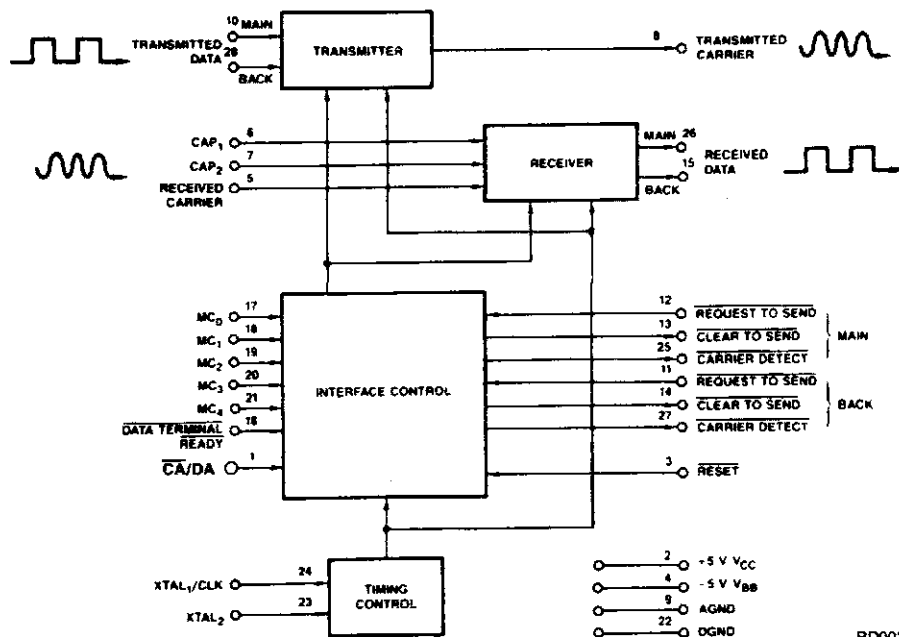 10 MAIN
TRANSMITTED DATA
28
BACK
TRANSMITTER
8
TRANSMITTED CARRIER
6
CAP1
7
CAP2
5
RECEIVED CARRIER
RECEIVER
MAIN 26
15
RECEIVED DATA
BACK
17
MC0
18
MC1
19
MC2
20
MC3
21
MC4
16
DATA TERMINAL READY
1
CA/DA
INTERFACE CONTROL
12
REQUEST TO SEND
13
CLEAR TO SEND
25
CARRIER DETECT
MAIN
11
REQUEST TO SEND
14
CLEAR TO SEND
27
CARRIER DETECT
BACK
3
RESET
24
XTAL1/CLK
23
XTAL2
TIMING CONTROL
2
+5 V VCC
4
-5 V VBB
9
AGND
22
DGND